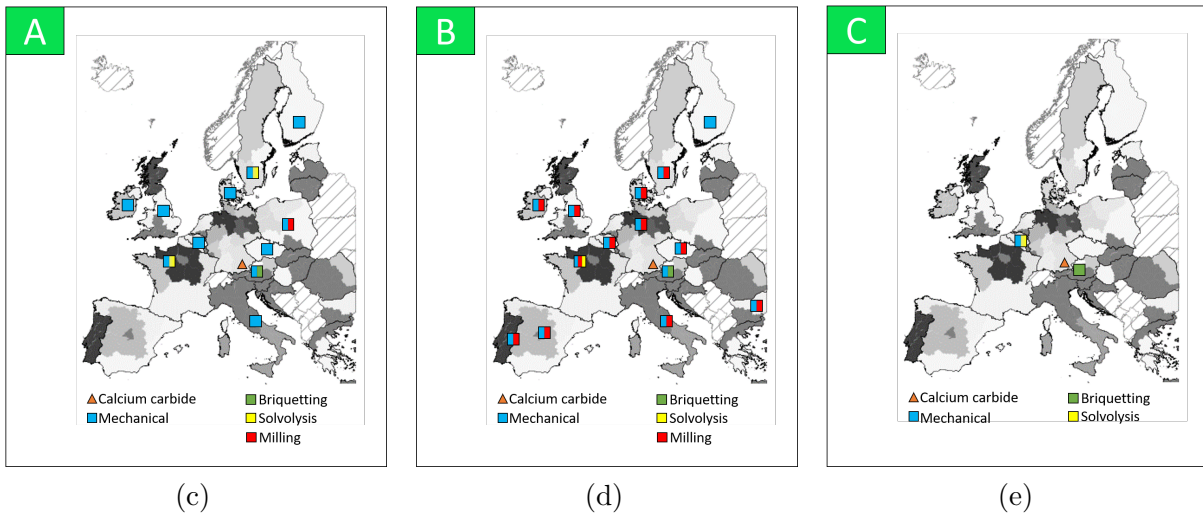 A
Calcium carbide
Briquetting
Mechanical
Solvolysis
Milling
(c)
B
Calcium carbide
Briquetting
Mechanical
Solvolysis
Milling
(d)
C
Calcium carbide
Briquetting
Mechanical
Solvolysis
(e)